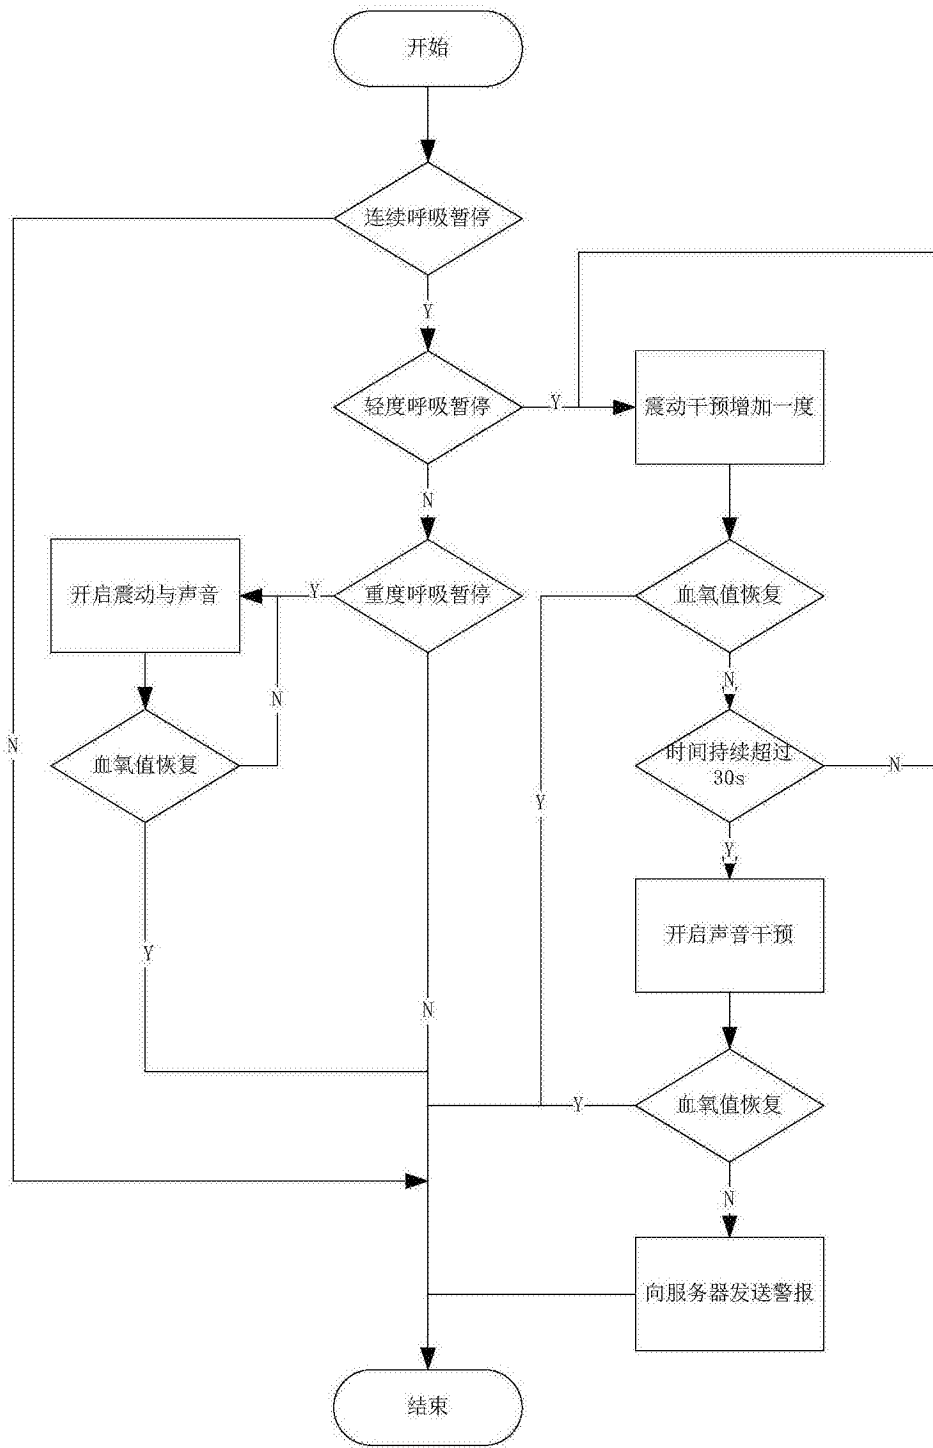 开始
连续呼吸暂停
Y
轻度呼吸暂停
Y
震动干预增加一度
N
开启震动与声音
Y
重度呼吸暂停
血氧值恢复
N
N
N
血氧值恢复
时间持续超过
30s
N
Y
Y
开启声音干预
Y
N
Y
血氧值恢复
N
向服务器发送警报
结束